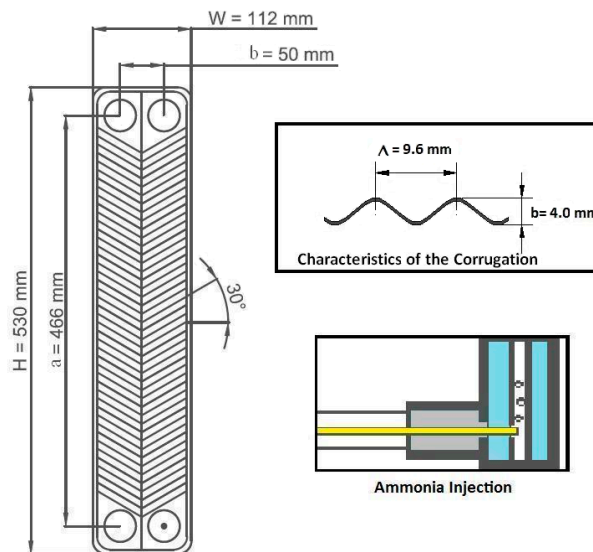 W = 112 mm
b = 50 mm
H = 530 mm
a = 466 mm
30°
Λ = 9.6 mm
b= 4.0 mm
Characteristics of the Corrugation
Ammonia Injection